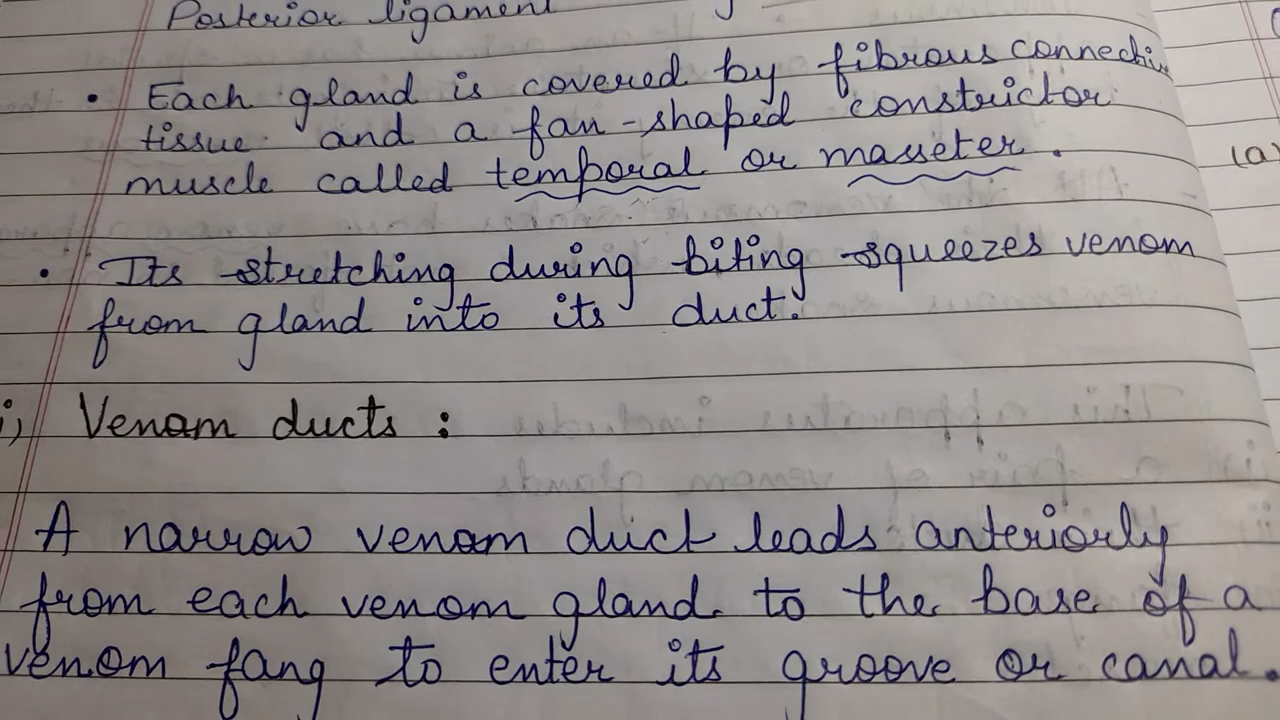 Posterior ligament
• Each gland is covered by fibrous connectiv
tissue and a fan-shaped constrictor
muscle called temporal or masseter.
(a)
• Its stretching during biting squeezes venom
from gland into its duct.
i) Venom ducts :
A narrow venom duct leads anteriorly
from each venom gland to the base of a
venom fang to enter its groove or canal.